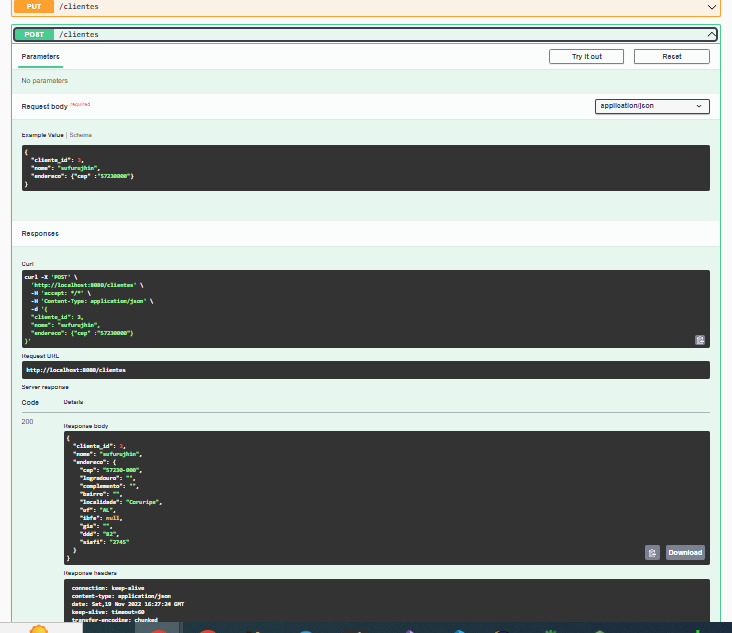 PUT /clientes
POST /clientes
Parameters
Try it out
Reset
No parameters
Request body required
application/json
Example Value | Schema
{
"cliente_id": 3,
"nome": "sufurujhin",
"endereco": {"cep" :"57230000"}
}
Responses
Curl
curl -X 'POST' \
'http://localhost:8080/clientes' \
-H 'accept: */*' \
-H 'Content-Type: application/json' \
-d '{
"cliente_id": 3,
"nome": "sufurujhin",
"endereco": {"cep" :"57230000"}
}'
Request URL
http://localhost:8080/clientes
Server response
Code Details
200
Response body
{
"cliente_id": 3,
"nome": "sufurujhin",
"endereco": {
"cep": "57230-000",
"logradouro": "",
"complemento": "",
"bairro": "",
"localidade": "Coruripe",
"uf": "AL",
"ibfe": null,
"gia": "",
"ddd": "82",
"siafi": "2745"
}
}
Download
Response headers
connection: keep-alive
content-type: application/json
date: Sat,19 Nov 2022 16:27:24 GMT
keep-alive: timeout=60
transfer-encoding: chunked